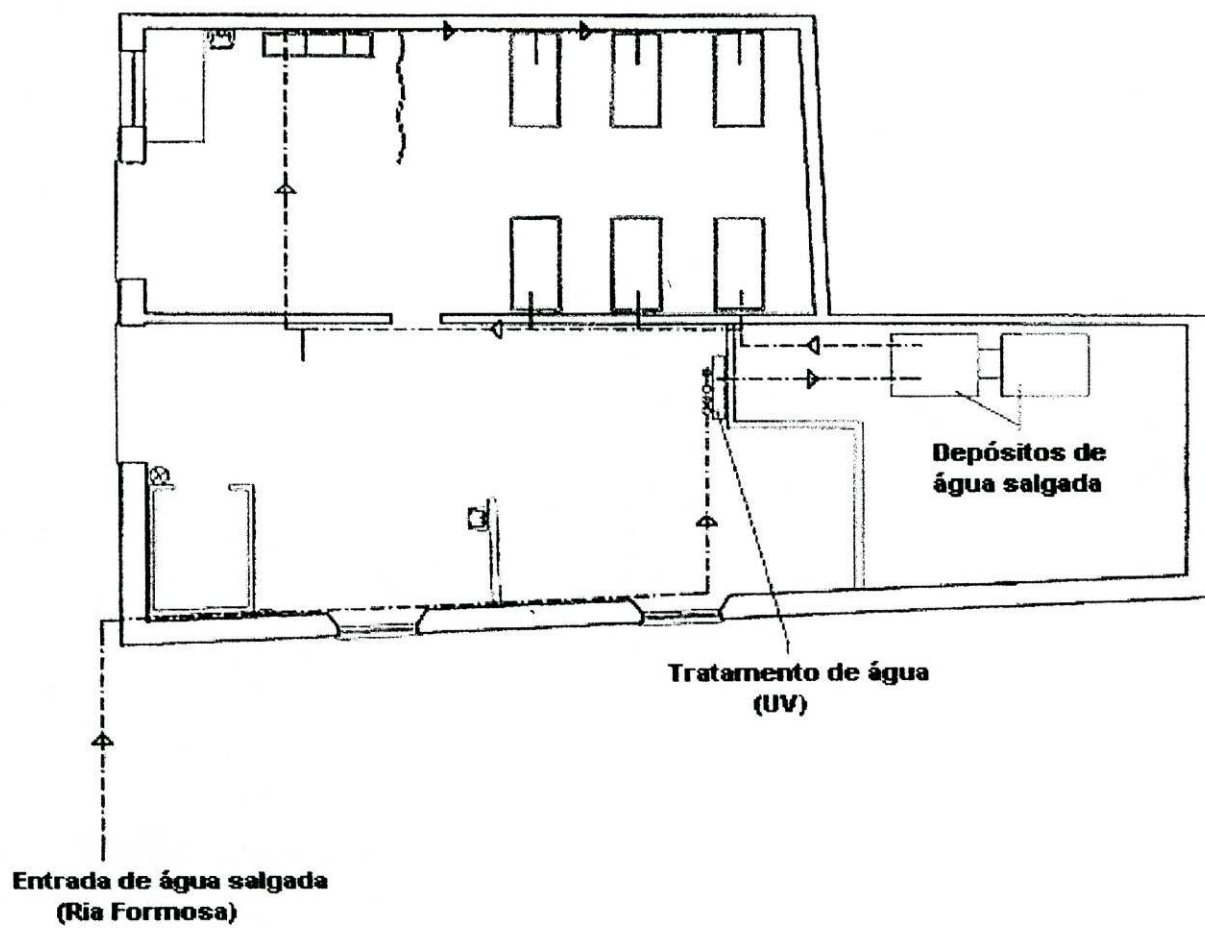 Depósitos de
água salgada
Tratamento de água
(UV)
Entrada de água salgada
(Ria Formosa)